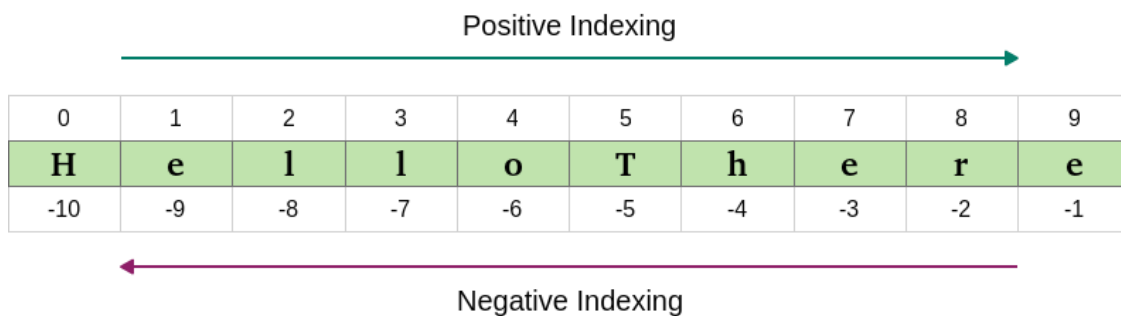 Positive Indexing
0 1 2 3 4 5 6 7 8 9
H e l l o T h e r e
-10 -9 -8 -7 -6 -5 -4 -3 -2 -1
Negative Indexing